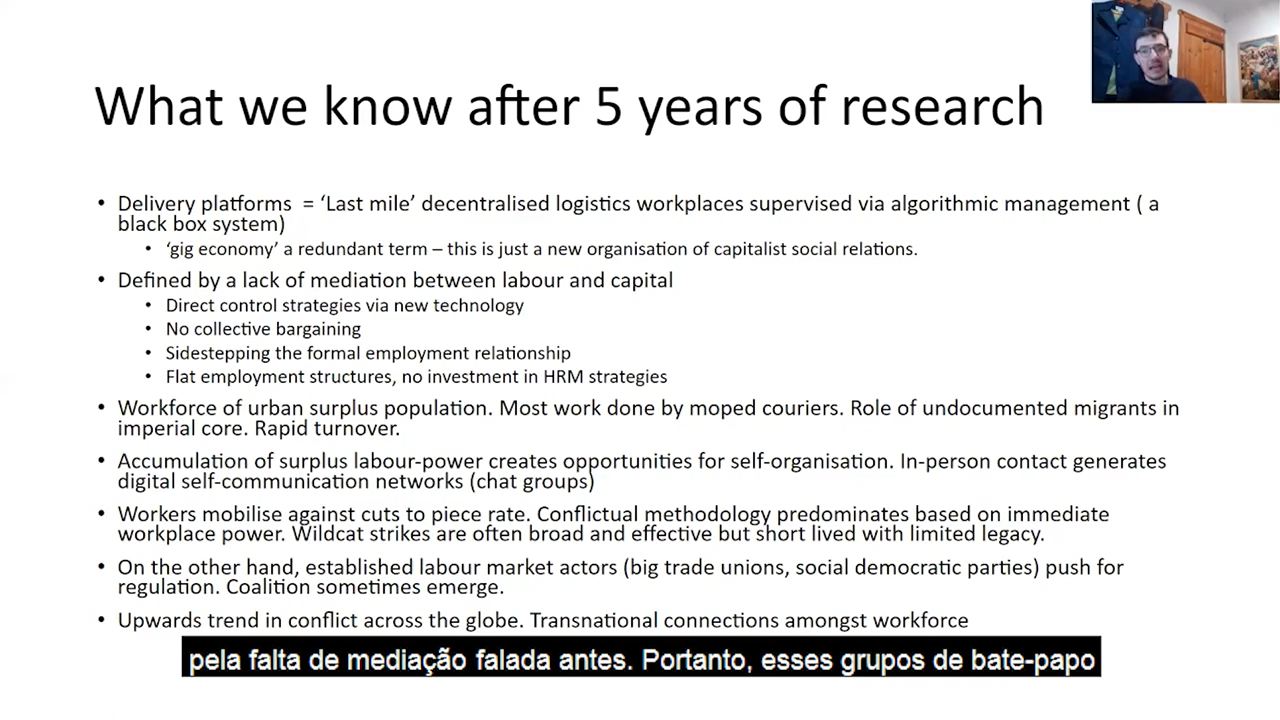 What we know after 5 years of research
• Delivery platforms = ‘Last mile’ decentralised logistics workplaces supervised via algorithmic management ( a
black box system)
• ‘gig economy’ a redundant term – this is just a new organisation of capitalist social relations.
• Defined by a lack of mediation between labour and capital
• Direct control strategies via new technology
• No collective bargaining
• Sidestepping the formal employment relationship
• Flat employment structures, no investment in HRM strategies
• Workforce of urban surplus population. Most work done by moped couriers. Role of undocumented migrants in
imperial core. Rapid turnover.
• Accumulation of surplus labour-power creates opportunities for self-organisation. In-person contact generates
digital self-communication networks (chat groups)
• Workers mobilise against cuts to piece rate. Conflictual methodology predominates based on immediate
workplace power. Wildcat strikes are often broad and effective but short lived with limited legacy.
• On the other hand, established labour market actors (big trade unions, social democratic parties) push for
regulation. Coalition sometimes emerge.
• Upwards trend in conflict across the globe. Transnational connections amongst workforce
pela falta de mediação falada antes. Portanto, esses grupos de bate-papo